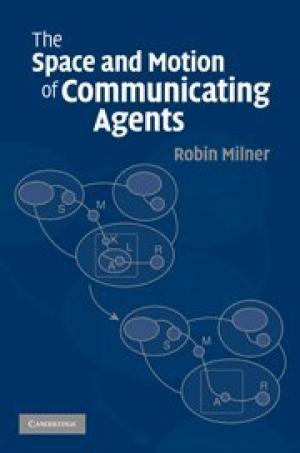 The
Space and Motion
of Communicating
Agents
Robin Milner
S
M
K
L
A
R
S
M
A
R
CAMBRIDGE